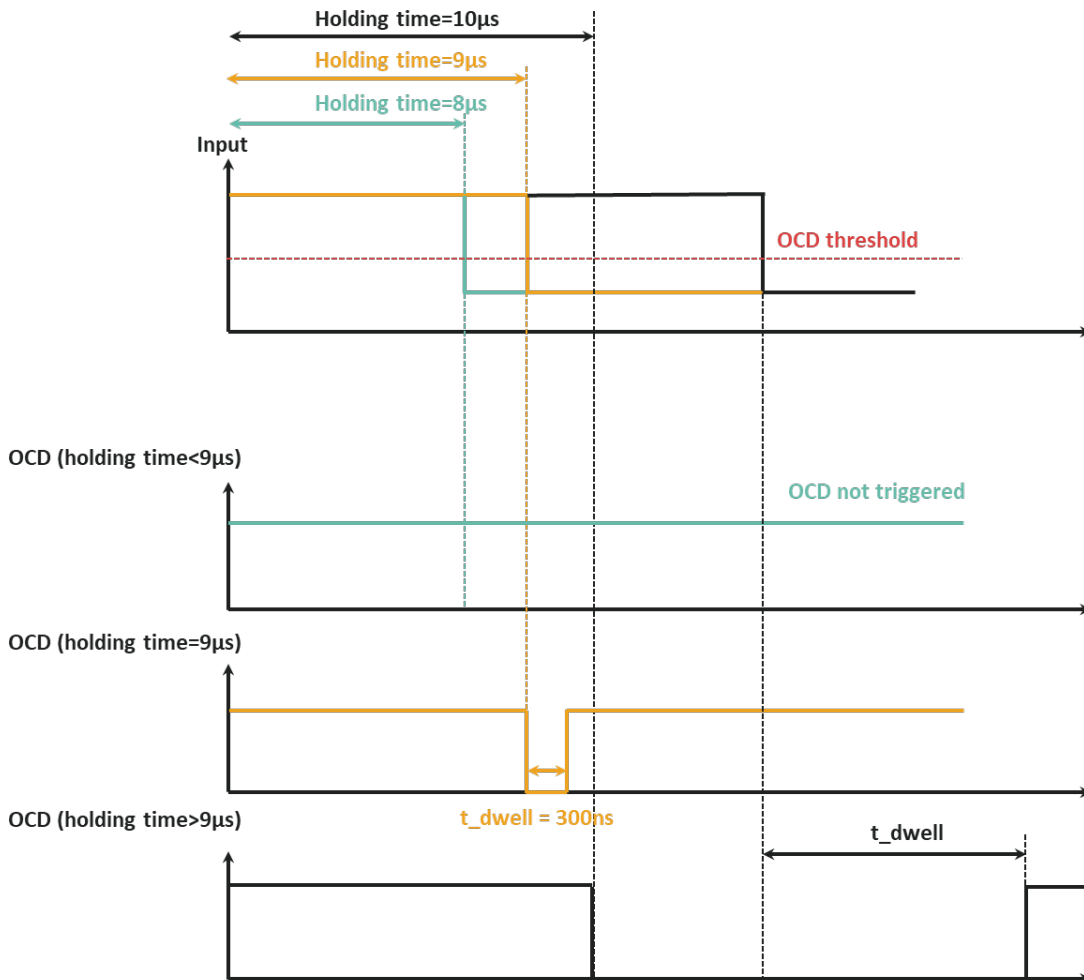 Holding time=10µs
Holding time=9µs
Holding time=8µs
Input
OCD threshold
OCD (holding time<9µs)
OCD not triggered
OCD (holding time=9µs)
t_dwell = 300ns
OCD (holding time>9µs)
t_dwell